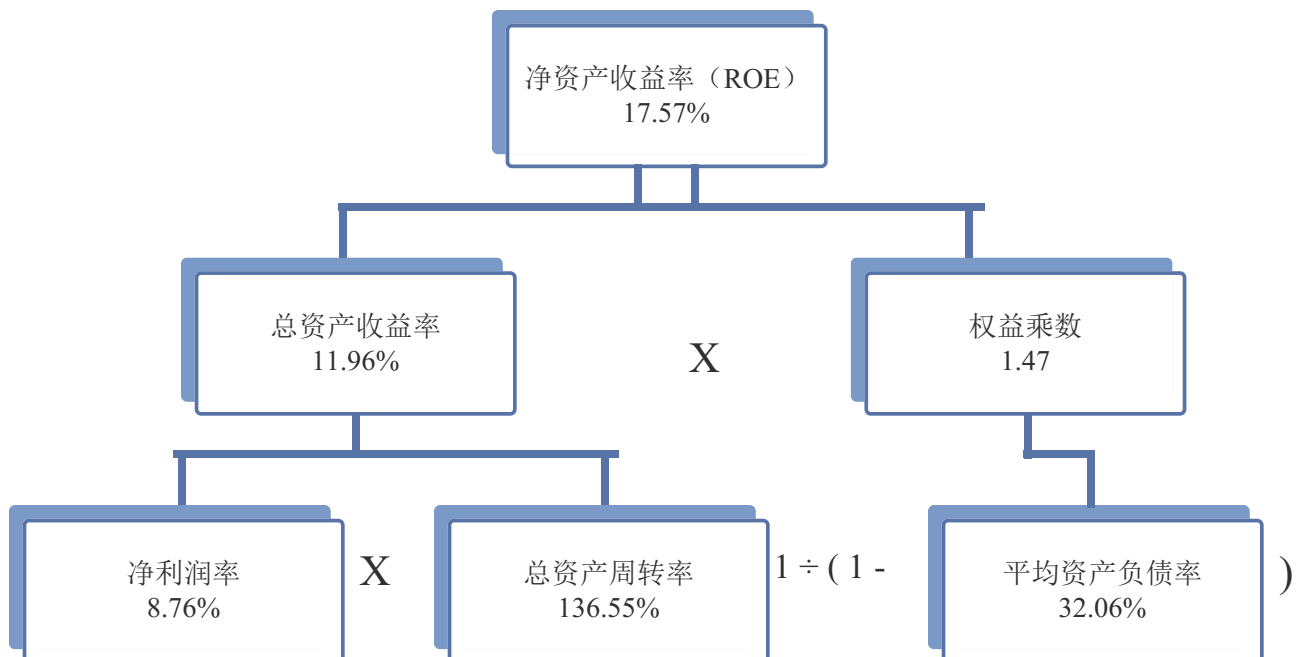 净资产收益率（ROE）
17.57%
总资产收益率
11.96%
X
权益乘数
1.47
净利润率
8.76%
X
总资产周转率
136.55%
1 ÷ ( 1 -
平均资产负债率
32.06%
)